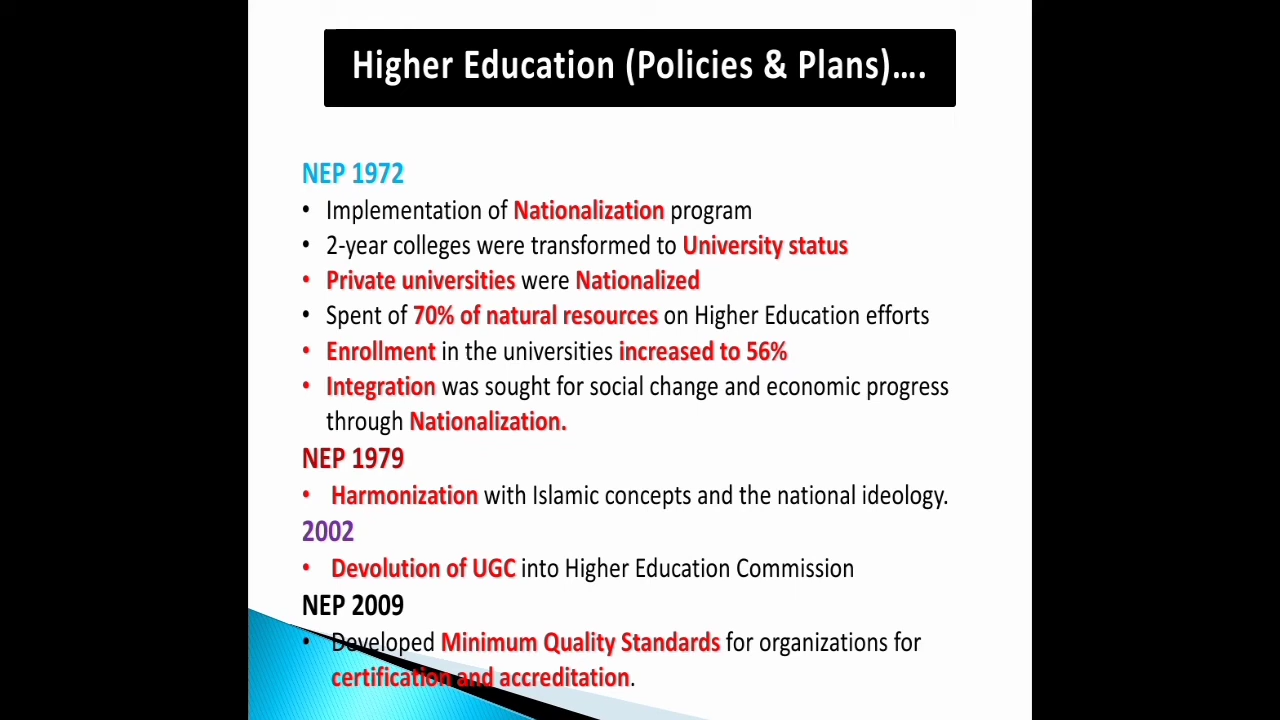 Higher Education (Policies & Plans)....
NEP 1972
• Implementation of Nationalization program
• 2-year colleges were transformed to University status
• Private universities were Nationalized
• Spent of 70% of natural resources on Higher Education efforts
• Enrollment in the universities increased to 56%
• Integration was sought for social change and economic progress
through Nationalization.
NEP 1979
• Harmonization with Islamic concepts and the national ideology.
2002
• Devolution of UGC into Higher Education Commission
NEP 2009
• Developed Minimum Quality Standards for organizations for
certification and accreditation.